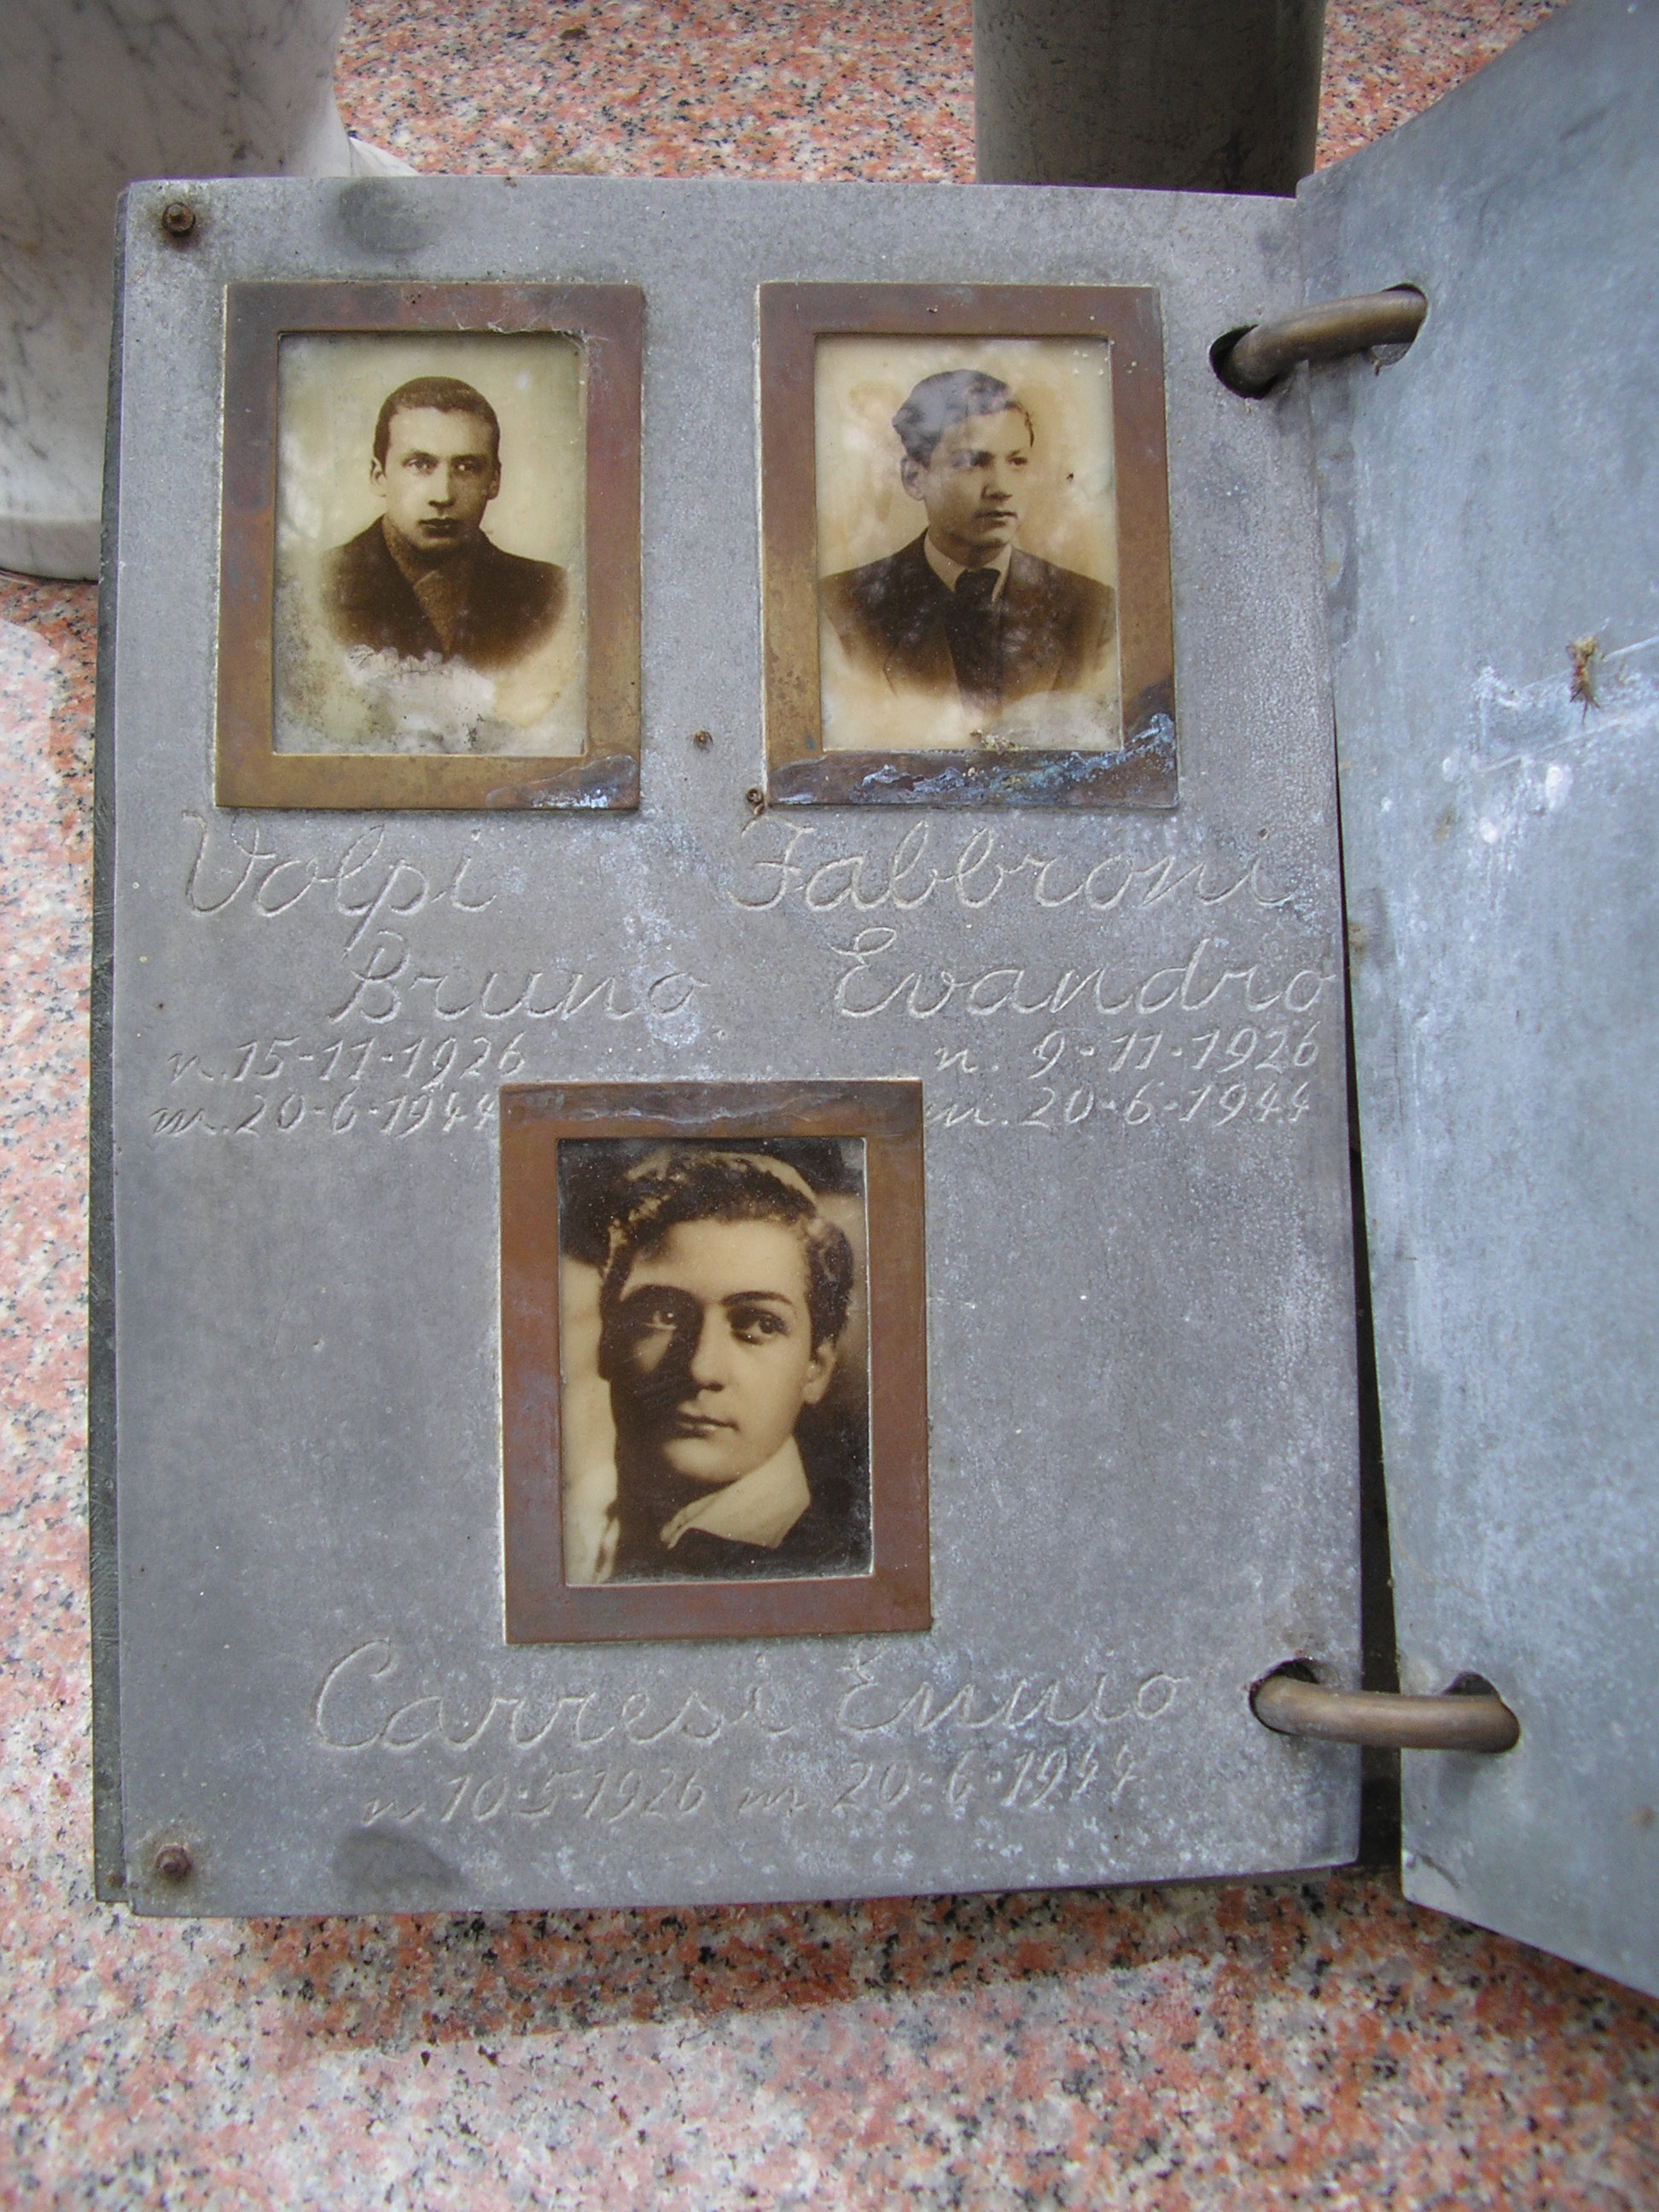 Volpi
Bruno
n. 15-11-1926
m. 20-6-1944
Fabbroni
Evandro
n. 9-11-1926
m. 20-6-1944
Carresi Ennio
n. 10-5-1926 m. 20-6-1944